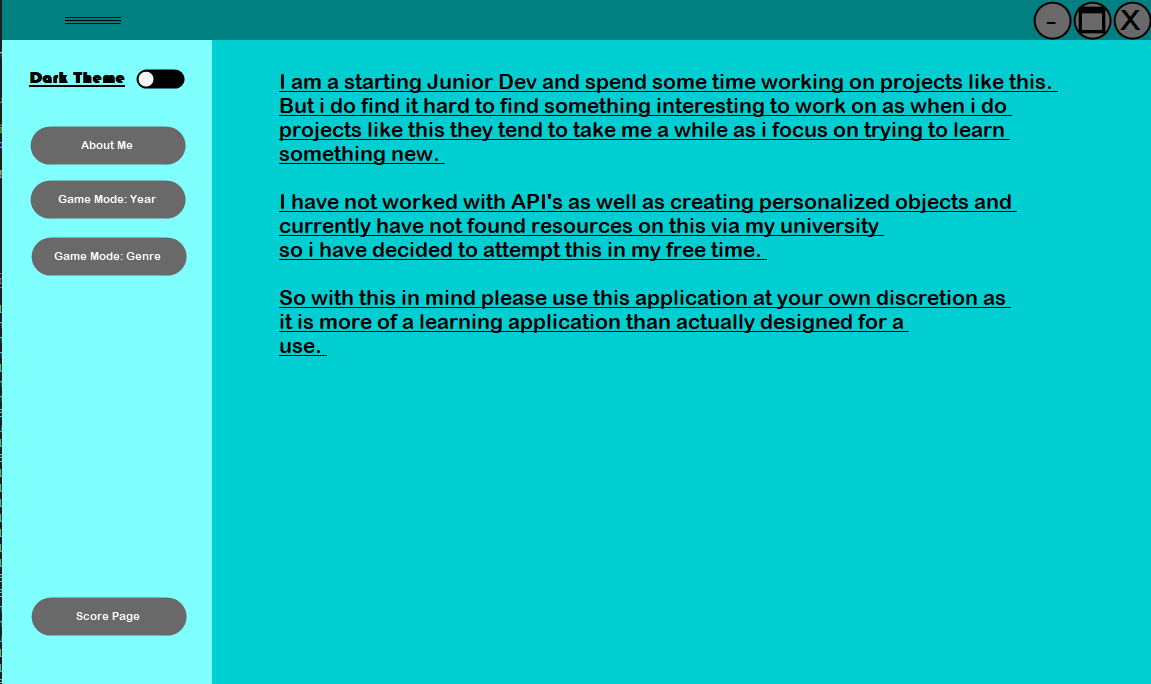 –
X
Dark Theme
About Me
Game Mode: Year
Game Mode: Genre
Score Page
I am a starting Junior Dev and spend some time working on projects like this.
But i do find it hard to find something interesting to work on as when i do
projects like this they tend to take me a while as i focus on trying to learn
something new.
I have not worked with API's as well as creating personalized objects and
currently have not found resources on this via my university
so i have decided to attempt this in my free time.
So with this in mind please use this application at your own discretion as
it is more of a learning application than actually designed for a
use.